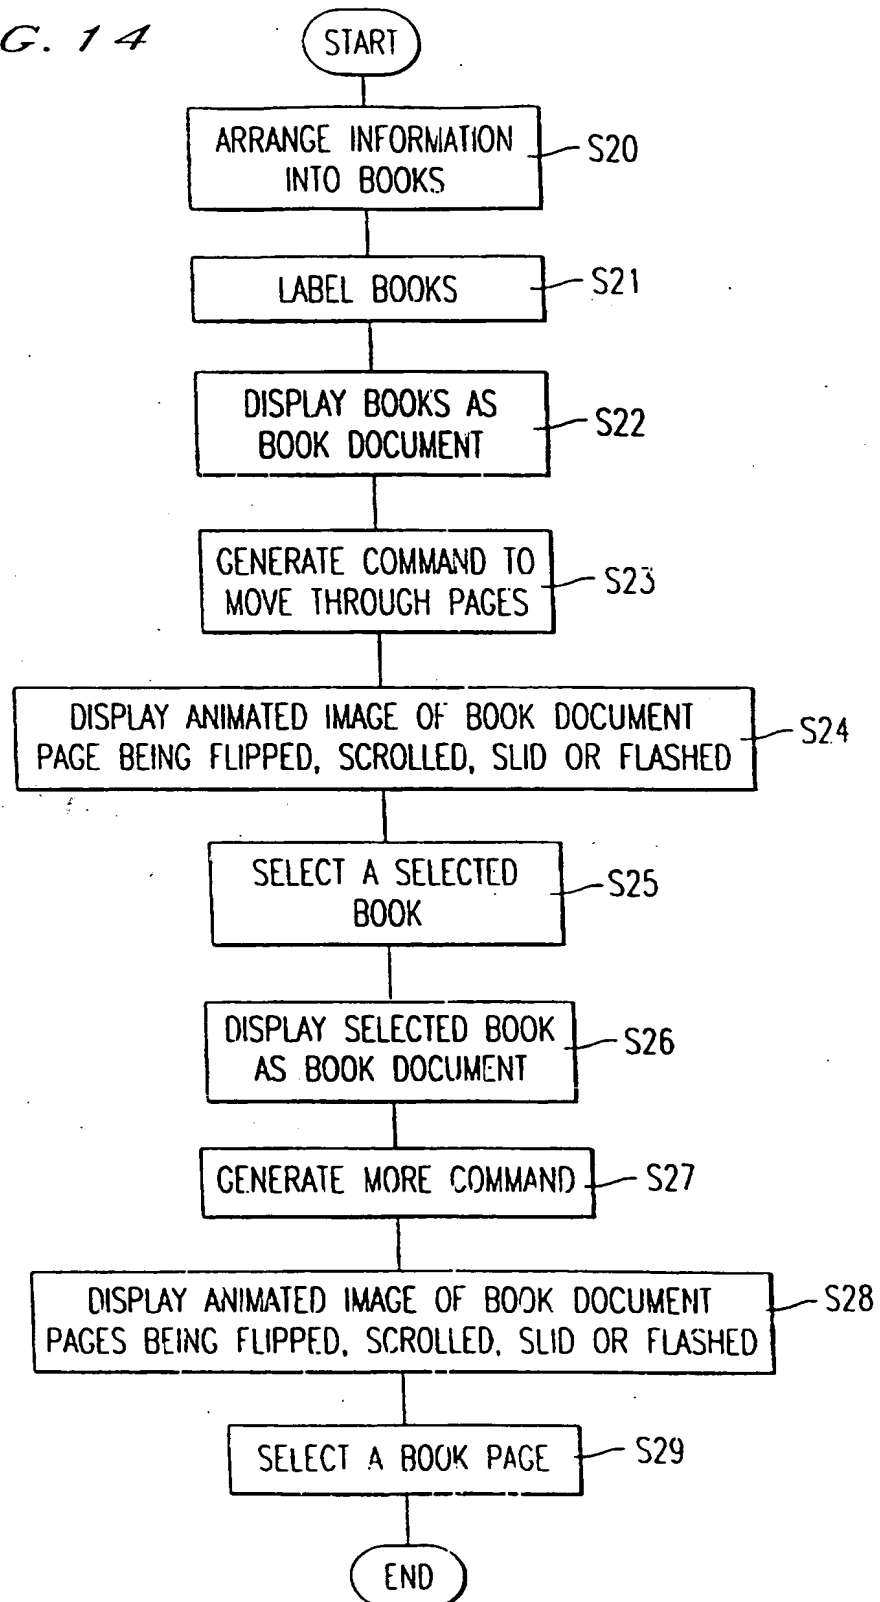 G. 14
START
ARRANGE INFORMATION
INTO BOOKS
S20
LABEL BOOKS
S21
DISPLAY BOOKS AS
BOOK DOCUMENT
S22
GENERATE COMMAND TO
MOVE THROUGH PAGES
S23
DISPLAY ANIMATED IMAGE OF BOOK DOCUMENT
PAGE BEING FLIPPED, SCROLLED, SLID OR FLASHED
S24
SELECT A SELECTED
BOOK
S25
DISPLAY SELECTED BOOK
AS BOOK DOCUMENT
S26
GENERATE MORE COMMAND
S27
DISPLAY ANIMATED IMAGE OF BOOK DOCUMENT
PAGES BEING FLIPPED, SCROLLED, SLID OR FLASHED
S28
SELECT A BOOK PAGE
S29
END